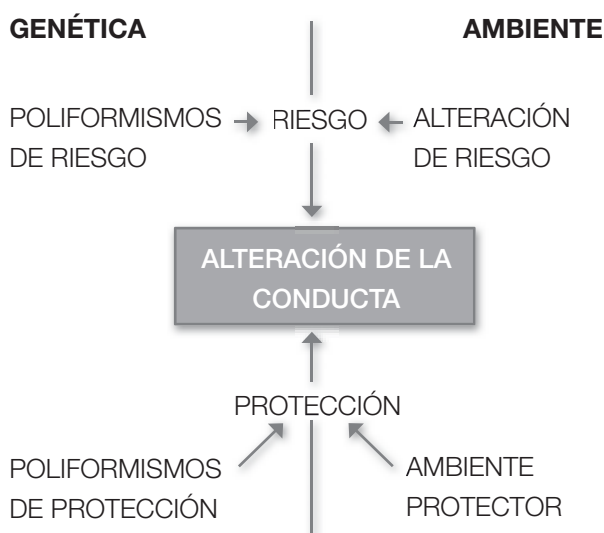 GENÉTICA
AMBIENTE
POLIFORMISMOS
DE RIESGO
RIESGO
ALTERACIÓN
DE RIESGO
ALTERACIÓN DE LA
CONDUCTA
PROTECCIÓN
POLIFORMISMOS
DE PROTECCIÓN
AMBIENTE
PROTECTOR